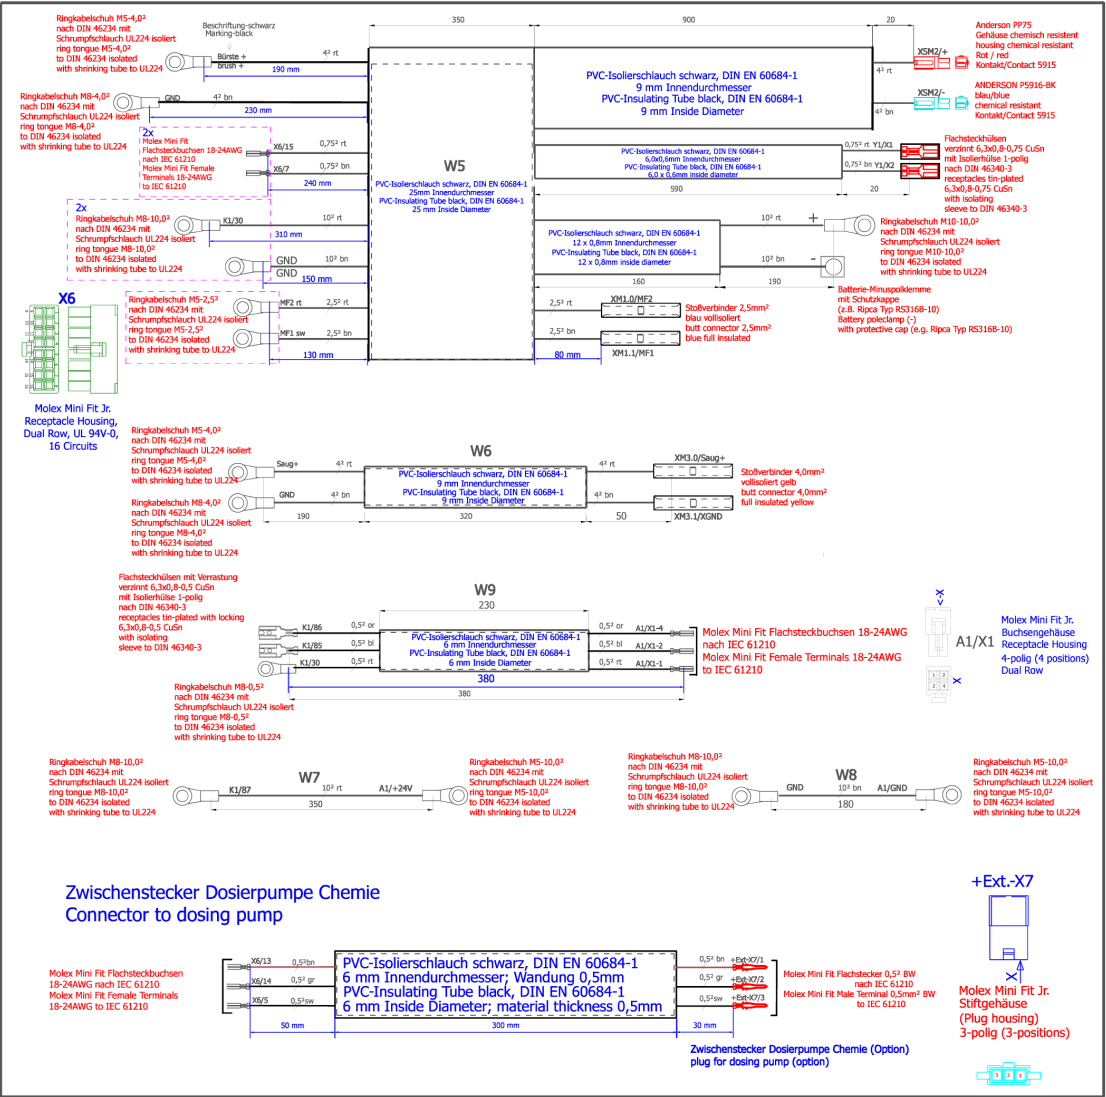 Ringkabelschuh M5-4,0²
nach DIN 46234 mit
Schrumpfschlauch UL224 isoliert
ring tongue M5-4,0²
to DIN 46234 isolated
with shrinking tube to UL224
Beschriftung-schwarz
Marking-black
Bürste +
brush +
4² rt
190 mm
350
900
20
Ringkabelschuh M8-4,0²
nach DIN 46234 mit
Schrumpfschlauch UL224 isoliert
ring tongue M8-4,0²
to DIN 46234 isolated
with shrinking tube to UL224
GND
4² bn
230 mm
2x
Molex Mini Fit
Flachsteckbuchsen 18-24AWG
nach IEC 61210
Molex Mini Fit Female
Terminals 18-24AWG
to IEC 61210
X6/15
0,75² rt
X6/7
0,75² bn
240 mm
2x
Ringkabelschuh M8-10,0²
nach DIN 46234 mit
Schrumpfschlauch UL224 isoliert
ring tongue M8-10,0²
to DIN 46234 isolated
with shrinking tube to UL224
K1/30
10² rt
310 mm
GND
GND
10² bn
150 mm
X6
Ringkabelschuh M5-2,5²
nach DIN 46234 mit
Schrumpfschlauch UL224 isoliert
ring tongue M5-2,5²
to DIN 46234 isolated
with shrinking tube to UL224
MF2 rt
2,5² rt
MF1 sw
2,5² bn
130 mm
Molex Mini Fit Jr.
Receptacle Housing,
Dual Row, UL 94V-0,
16 Circuits
W5
PVC-Isolierschlauch schwarz, DIN EN 60684-1
25mm Innendurchmesser
PVC-Insulating Tube black, DIN EN 60684-1
25 mm Inside Diameter
PVC-Isolierschlauch schwarz, DIN EN 60684-1
9 mm Innendurchmesser
PVC-Insulating Tube black, DIN EN 60684-1
9 mm Inside Diameter
4² rt
XSM2/+
4² bn
XSM2/-
Anderson PP75
Gehäuse chemisch resistent
housing chemical resistant
Rot / red
Kontakt/Contact 5915
ANDERSON P5916-BK
blau/blue
chemical resistant
Kontakt/Contact 5915
PVC-Isolierschlauch schwarz, DIN EN 60684-1
6,0x0,6mm Innendurchmesser
PVC-Insulating Tube black, DIN EN 60684-1
6,0 x 0,6mm inside diameter
0,75² rt Y1/X1
0,75² bn Y1/X2
590
20
Flachsteckhülsen
verzinnt 6,3x0,8-0,75 CuSn
mit Isolierhülse 1-polig
nach DIN 46340-3
receptacles tin-plated
6,3x0,8-0,75 CuSn
with isolating
sleeve to DIN 46340-3
PVC-Isolierschlauch schwarz, DIN EN 60684-1
12 x 0,8mm Innendurchmesser
PVC-Insulating Tube black, DIN EN 60684-1
12 x 0,8mm inside diameter
10² rt
+
10² bn
-
160
190
Ringkabelschuh M10-10,0²
nach DIN 46234 mit
Schrumpfschlauch UL224 isoliert
ring tongue M10-10,0²
to DIN 46234 isolated
with shrinking tube to UL224
Batterie-Minuspolklemme
mit Schutzkappe
(z.B. Ripca Typ RS316B-10)
Battery poleclamp (-)
with protective cap (e.g. Ripca Typ RS316B-10)
2,5² rt
XM1.0/MF2
2,5² bn
XM1.1/MF1
80 mm
Stoßverbinder 2,5mm²
blau vollisoliert
butt connector 2,5mm²
blue full insulated
W6
Ringkabelschuh M5-4,0²
nach DIN 46234 mit
Schrumpfschlauch UL224 isoliert
ring tongue M5-4,0²
to DIN 46234 isolated
with shrinking tube to UL224
Ringkabelschuh M8-4,0²
nach DIN 46234 mit
Schrumpfschlauch UL224 isoliert
ring tongue M8-4,0²
to DIN 46234 isolated
with shrinking tube to UL224
Saug+
4² rt
GND
4² bn
190
320
50
PVC-Isolierschlauch schwarz, DIN EN 60684-1
9 mm Innendurchmesser
PVC-Insulating Tube black, DIN EN 60684-1
9 mm Inside Diameter
4² rt
XM3.0/Saug+
4² bn
XM3.1/XGND
Stoßverbinder 4,0mm²
vollisoliert gelb
butt connector 4,0mm²
full insulated yellow
W9
230
Flachsteckhülsen mit Verrastung
verzinnt 6,3x0,8-0,5 CuSn
mit Isolierhülse 1-polig
nach DIN 46340-3
receptacles tin-plated with locking
6,3x0,8-0,5 CuSn
with isolating
sleeve to DIN 46340-3
K1/86
0,5² or
K1/85
0,5² bl
K1/30
0,5² rt
PVC-Isolierschlauch schwarz, DIN EN 60684-1
6 mm Innendurchmesser
PVC-Insulating Tube black, DIN EN 60684-1
6 mm Inside Diameter
0,5² or
A1/X1-4
0,5² bl
A1/X1-2
0,5² rt
A1/X1-1
380
380
Molex Mini Fit Flachsteckbuchsen 18-24AWG
nach IEC 61210
Molex Mini Fit Female Terminals 18-24AWG
to IEC 61210
Ringkabelschuh M8-0,5²
nach DIN 46234 mit
Schrumpfschlauch UL224 isoliert
ring tongue M8-0,5²
to DIN 46234 isolated
with shrinking tube to UL224
<-X
A1/X1
1 2
3 4
X
Molex Mini Fit Jr.
Buchsengehäuse
Receptacle Housing
4-polig (4 positions)
Dual Row
Ringkabelschuh M8-10,0²
nach DIN 46234 mit
Schrumpfschlauch UL224 isoliert
ring tongue M8-10,0²
to DIN 46234 isolated
with shrinking tube to UL224
W7
K1/87
10² rt
A1/+24V
350
Ringkabelschuh M5-10,0²
nach DIN 46234 mit
Schrumpfschlauch UL224 isoliert
ring tongue M5-10,0²
to DIN 46234 isolated
with shrinking tube to UL224
Ringkabelschuh M8-10,0²
nach DIN 46234 mit
Schrumpfschlauch UL224 isoliert
ring tongue M8-10,0²
to DIN 46234 isolated
with shrinking tube to UL224
W8
GND
10² bn
A1/GND
180
Ringkabelschuh M5-10,0²
nach DIN 46234 mit
Schrumpfschlauch UL224 isoliert
ring tongue M5-10,0²
to DIN 46234 isolated
with shrinking tube to UL224
Zwischenstecker Dosierpumpe Chemie
Connector to dosing pump
Molex Mini Fit Flachsteckbuchsen
18-24AWG nach IEC 61210
Molex Mini Fit Female Terminals
18-24AWG to IEC 61210
X6/13
0,5²bn
X6/14
0,5² gr
X6/5
0,5²sw
50 mm
300 mm
30 mm
PVC-Isolierschlauch schwarz, DIN EN 60684-1
6 mm Innendurchmesser; Wandung 0,5mm
PVC-Insulating Tube black, DIN EN 60684-1
6 mm Inside Diameter; material thickness 0,5mm
0,5² bn
+Ext-X7/1
0,5² gr
+Ext-X7/2
0,5²sw
+Ext-X7/3
Molex Mini Fit Flachstecker 0,5² BW
nach IEC 61210
Molex Mini Fit Male Terminal 0,5mm² BW
to IEC 61210
Zwischenstecker Dosierpumpe Chemie (Option)
plug for dosing pump (option)
+Ext.-X7
X
Molex Mini Fit Jr.
Stiftgehäuse
(Plug housing)
3-polig (3-positions)
3 2 1